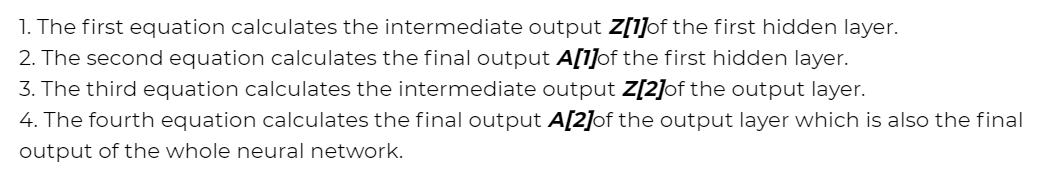 1. The first equation calculates the intermediate output Z[1]of the first hidden layer.
2. The second equation calculates the final output A[1]of the first hidden layer.
3. The third equation calculates the intermediate output Z[2]of the output layer.
4. The fourth equation calculates the final output A[2]of the output layer which is also the final
output of the whole neural network.